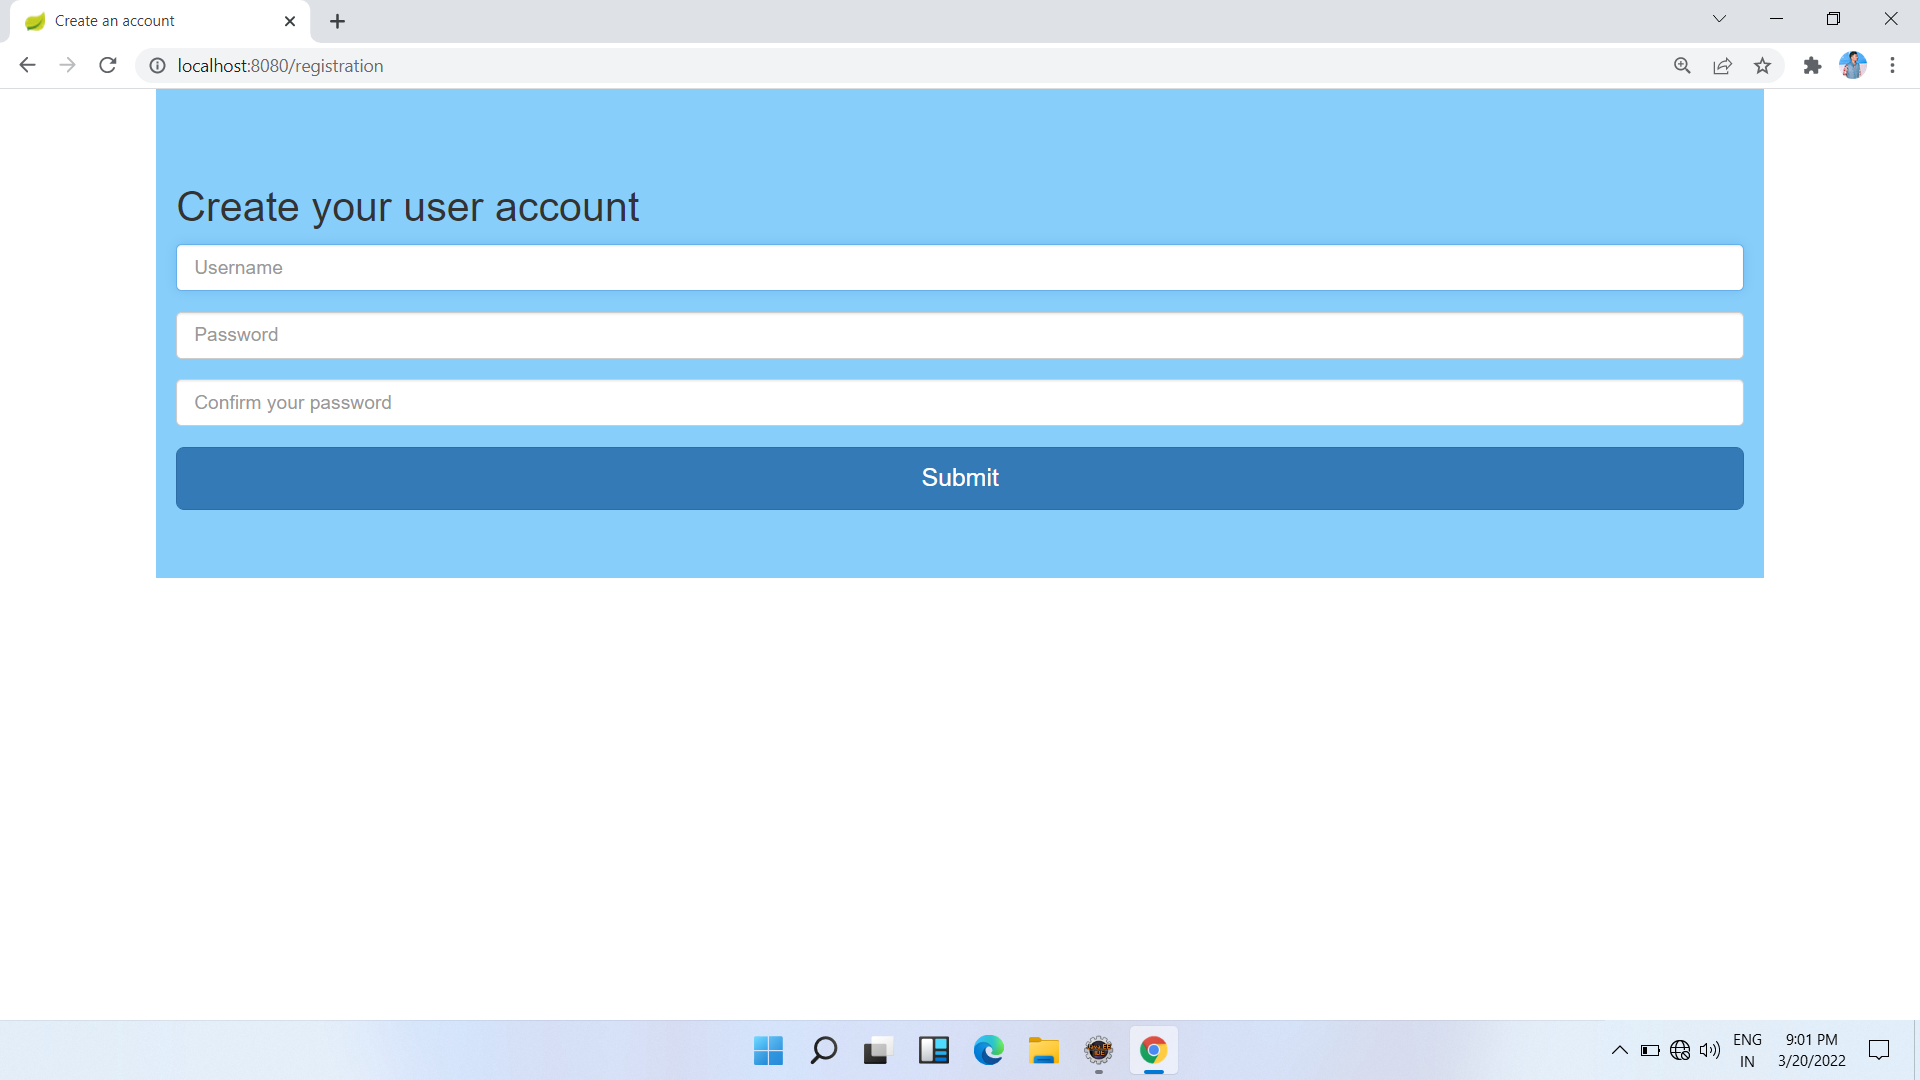 Create an account
localhost:8080/registration
Create your user account
Username
Password
Confirm your password
Submit
ENG
IN
9:01 PM
3/20/2022